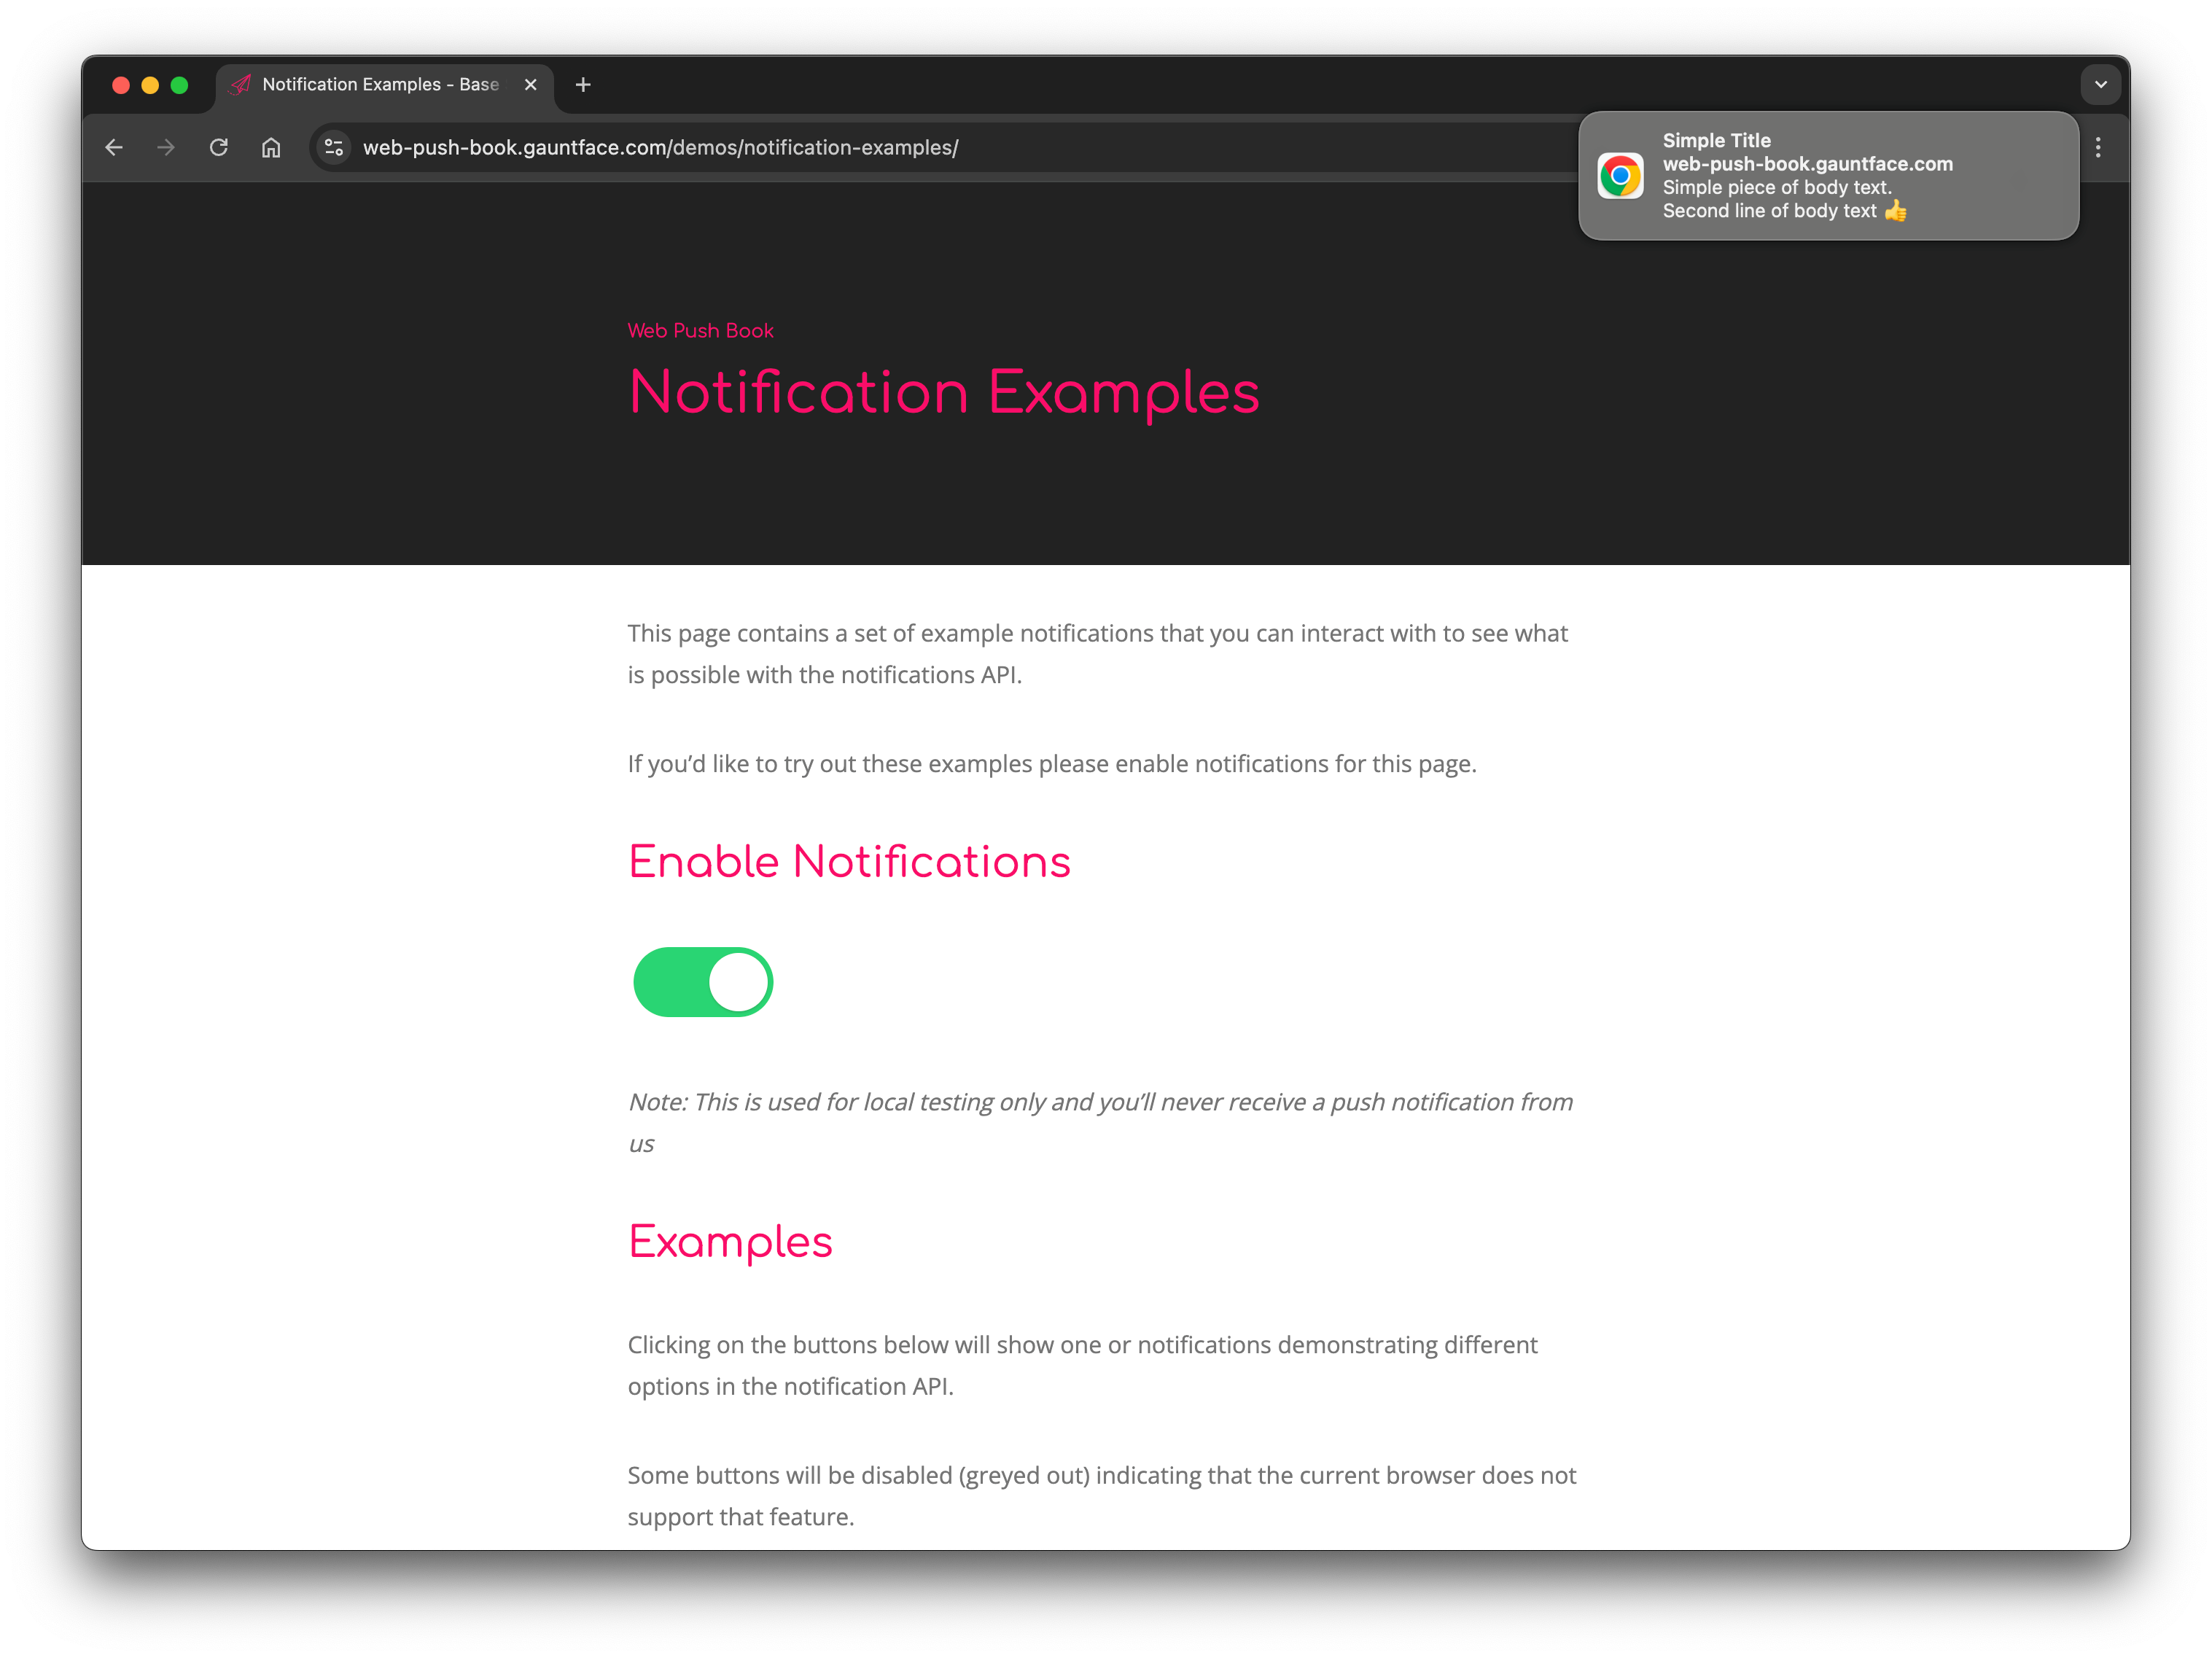 Notification Examples - Base
web-push-book.gauntface.com/demos/notification-examples/
Simple Title
web-push-book.gauntface.com
Simple piece of body text.
Second line of body text 👍
Web Push Book
Notification Examples
This page contains a set of example notifications that you can interact with to see what
is possible with the notifications API.
If you’d like to try out these examples please enable notifications for this page.
Enable Notifications
Note: This is used for local testing only and you’ll never receive a push notification from
us
Examples
Clicking on the buttons below will show one or notifications demonstrating different
options in the notification API.
Some buttons will be disabled (greyed out) indicating that the current browser does not
support that feature.